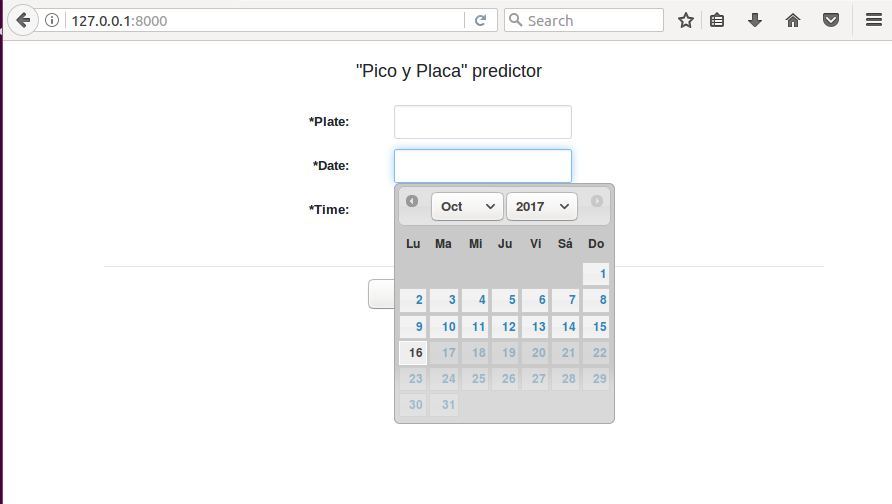 127.0.0.1:8000
Search
"Pico y Placa" predictor
*Plate:
*Date:
*Time:
Oct 2017
Lu Ma Mi Ju Vi Sá Do
1
2 3 4 5 6 7 8
9 10 11 12 13 14 15
16 17 18 19 20 21 22
23 24 25 26 27 28 29
30 31